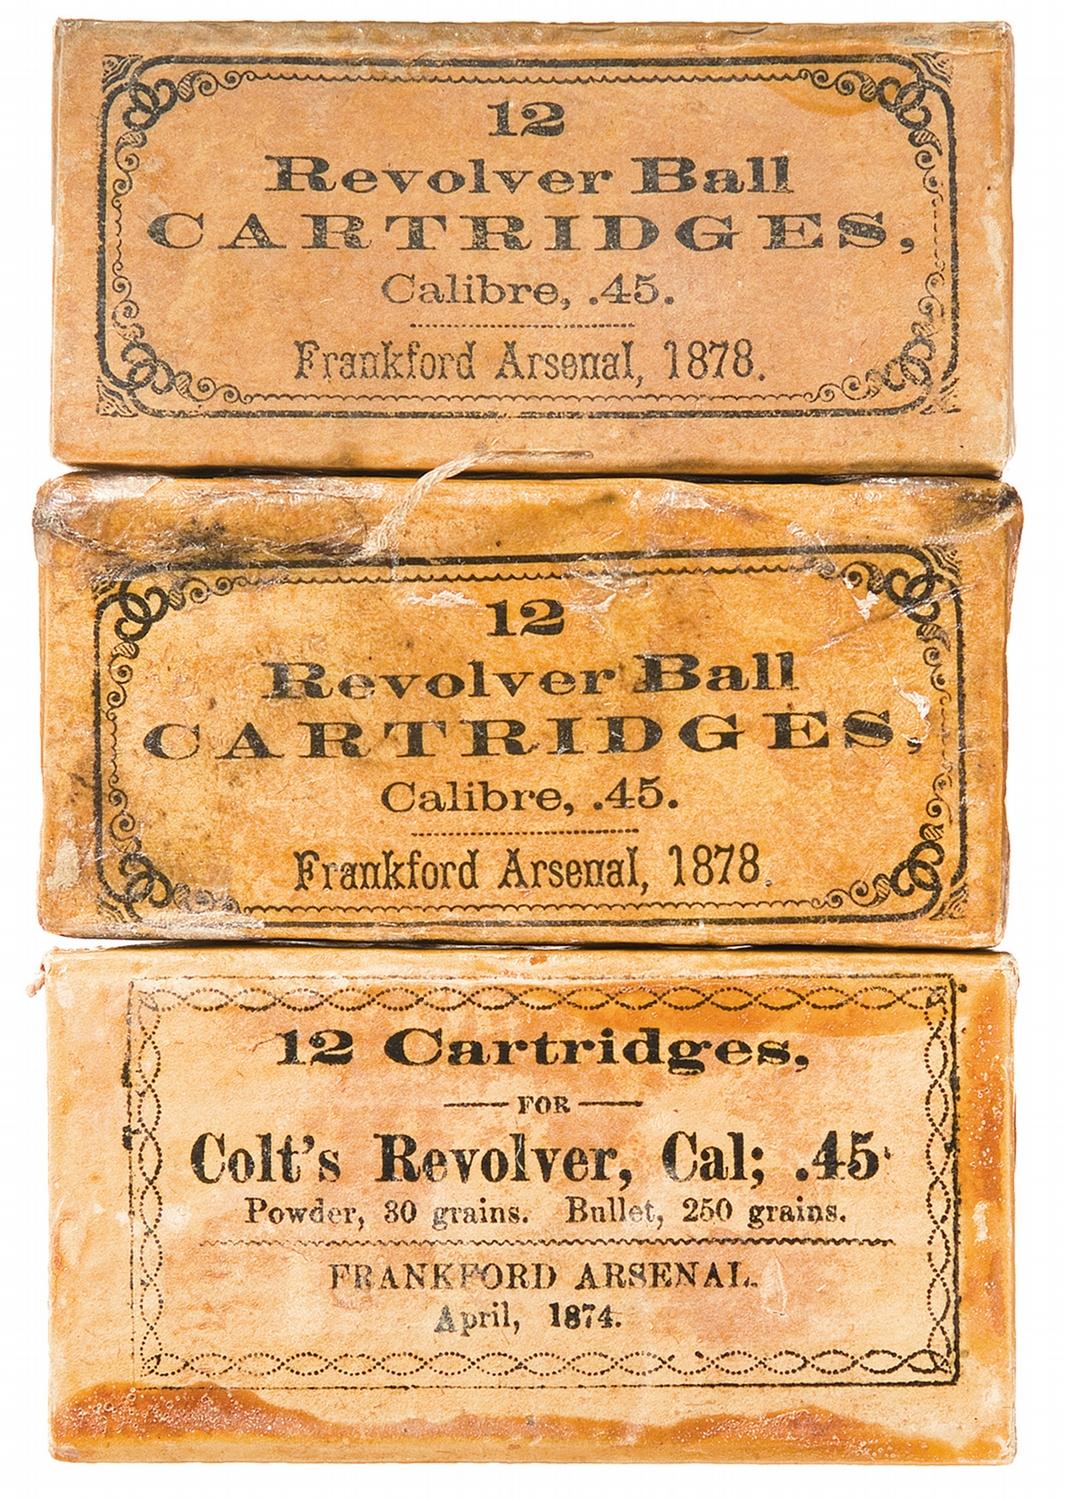 12
Revolver Ball
CARTRIDGES,
Calibre, .45.
Frankford Arsenal, 1878.
12
Revolver Ball
CARTRIDGES,
Calibre, .45.
Frankford Arsenal, 1878.
12 Cartridges,
FOR
Colt's Revolver, Cal; .45
Powder, 30 grains. Bullet, 250 grains.
FRANKFORD ARSENAL.
April, 1874.